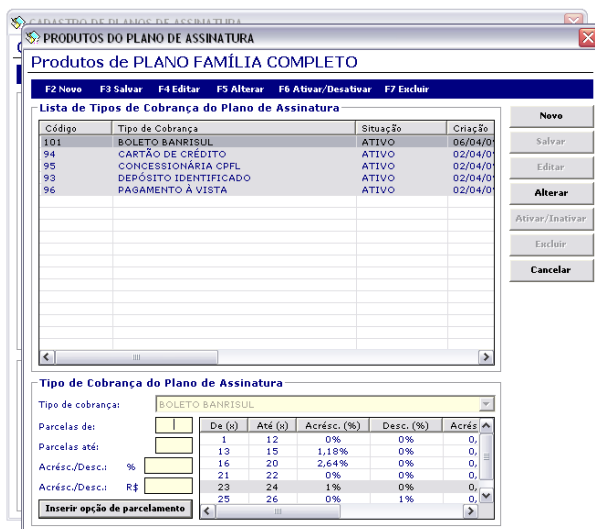 CADASTRO DE PLANOS DE ASSINATURA
PRODUTOS DO PLANO DE ASSINATURA
Produtos de PLANO FAMÍLIA COMPLETO
F2 Novo F3 Salvar F4 Editar F5 Alterar F6 Ativar/Desativar F7 Excluir
Lista de Tipos de Cobrança do Plano de Assinatura
Código Tipo de Cobrança Situação Criação
101 BOLETO BANRISUL ATIVO 06/04/0
94 CARTÃO DE CRÉDITO ATIVO 02/04/0
95 CONCESSIONÁRIA CPFL ATIVO 02/04/0
93 DEPÓSITO IDENTIFICADO ATIVO 02/04/0
96 PAGAMENTO À VISTA ATIVO 02/04/0
Novo
Salvar
Editar
Alterar
Ativar/Inativar
Excluir
Cancelar
Tipo de Cobrança do Plano de Assinatura
Tipo de cobrança: BOLETO BANRISUL
Parcelas de:
Parcelas até:
Acrésc./Desc.: %
Acrésc./Desc.: R$
Inserir opção de parcelamento
De (x) Até (x) Acrésc. (%) Desc. (%) Acrés
1 12 0% 0% 0,
13 15 1,18% 0% 0,
16 20 2,64% 0% 0,
21 22 0% 0% 0,
23 24 1% 0% 0,
25 26 0% 1% 0,